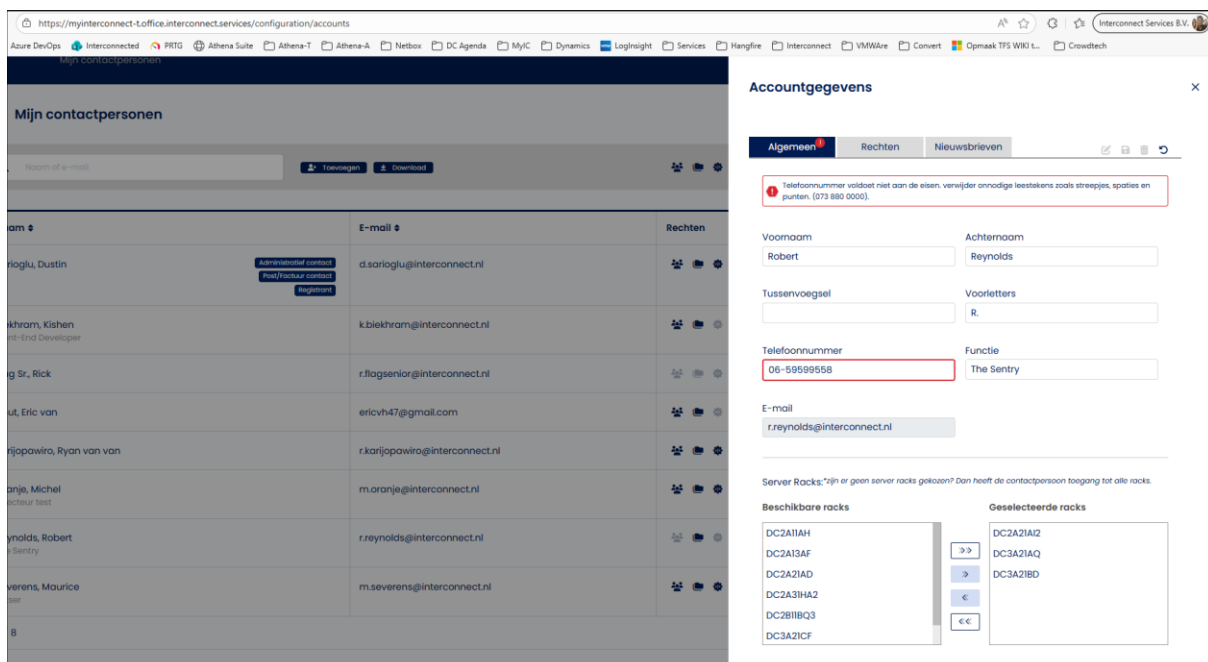 https://myinterconnect-t.office.interconnect.services/configuration/accounts
Interconnect Services B.V.
Azure DevOps Interconnected PRTG Athena Suite Athena-T Athena-A Netbox DC Agenda MyIC Dynamics LogInsight Services Hangfire Interconnect VMWAre Convert Opmaak TFS WIKI t... Crowdtech
Mijn contactpersonen
Mijn contactpersonen
Naam of e-mail
Toevoegen Download
am E-mail Rechten
rioglu, Dustin d.sarioglu@interconnect.nl
Administratief contact
Post/Factuur contact
Registrant
ekhram, Kishen k.biekhram@interconnect.nl
nt-End Developer
g Sr., Rick r.flagsenior@interconnect.nl
ut, Eric van ericvh47@gmail.com
rijopawiro, Ryan van van r.karijopawiro@interconnect.nl
anje, Michel m.oranje@interconnect.nl
ecteur test
ynolds, Robert r.reynolds@interconnect.nl
e Sentry
verens, Maurice m.severens@interconnect.nl
ser
8
Accountgegevens
Algemeen Rechten Nieuwsbrieven
Telefoonnummer voldoet niet aan de eisen. verwijder onnodige leestekens zoals streepjes, spaties en
punten. (073 880 0000).
Voornaam Achternaam
Robert Reynolds
Tussenvoegsel Voorletters
R.
Telefoonnummer Functie
06-59599558 The Sentry
E-mail
r.reynolds@interconnect.nl
Server Racks:*zijn er geen server racks gekozen? Dan heeft de contactpersoon toegang tot alle racks.
Beschikbare racks Geselecteerde racks
DC2A11AH DC2A21AI2
DC2A13AF DC3A21AQ
DC2A21AD DC3A21BD
DC2A31HA2
DC2B11BQ3
DC3A21CF